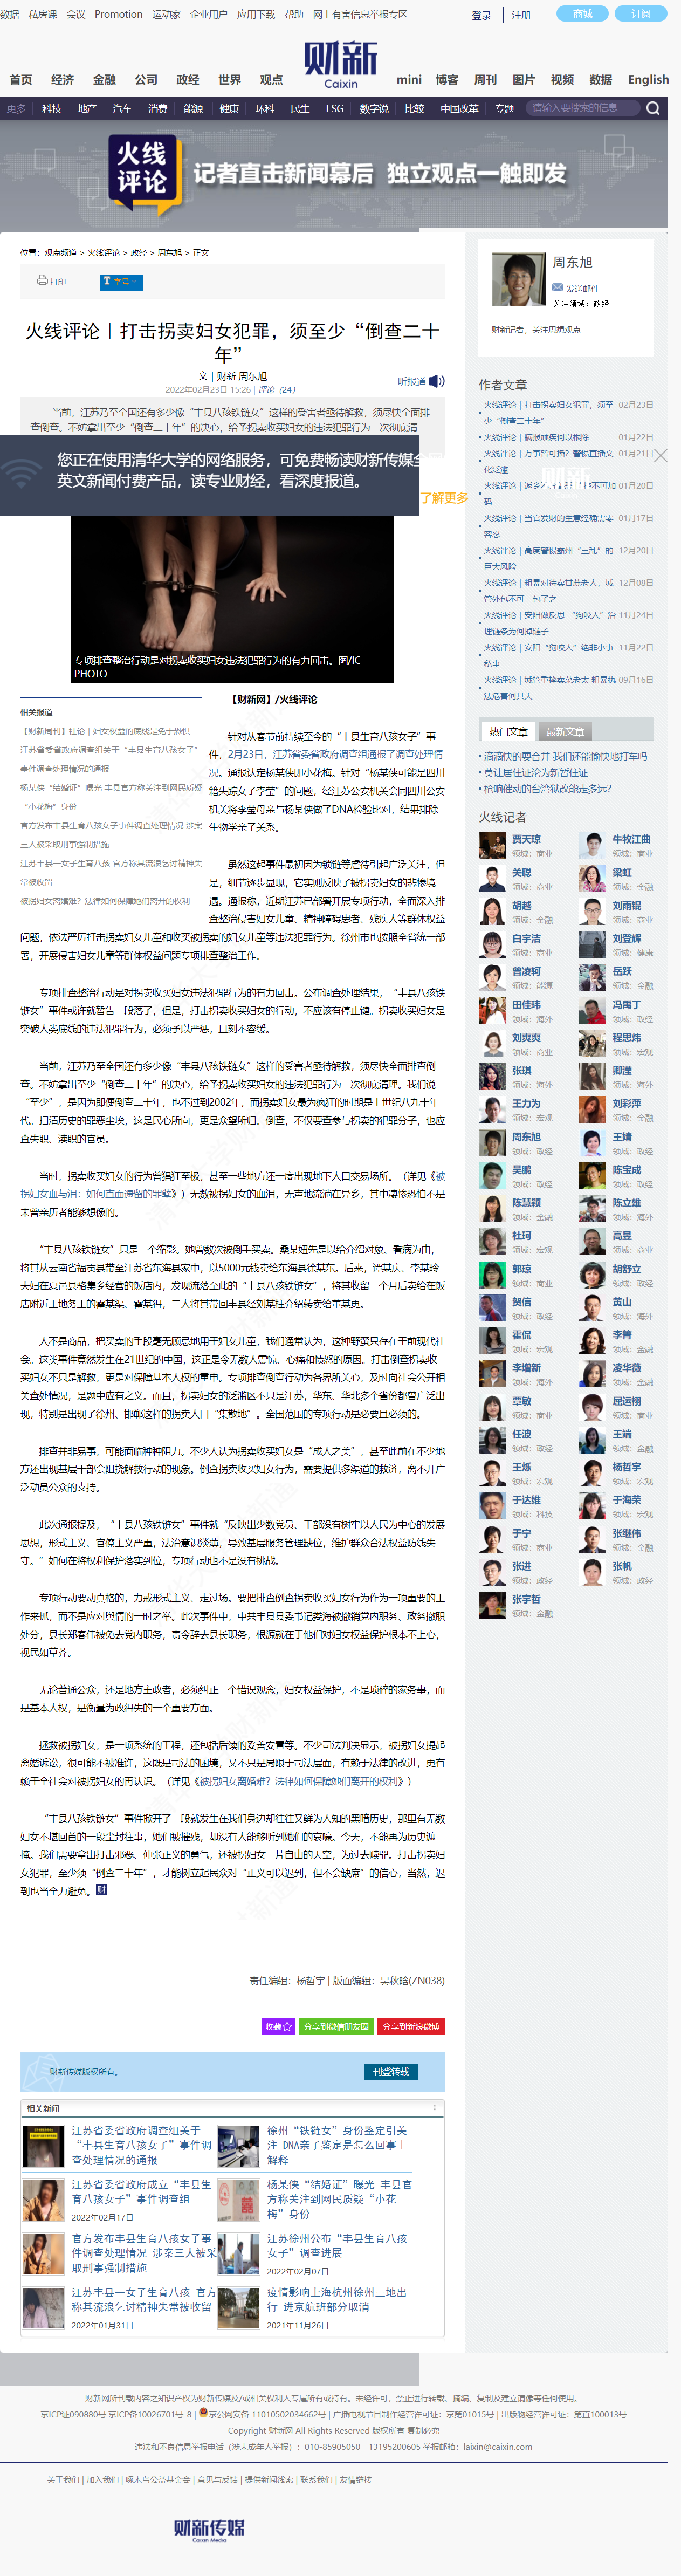 数据 私房课 会议 Promotion 运动家 企业用户 应用下载 帮助 网上有害信息举报专区
登录 注册 商城 订阅
首页 经济 金融 公司 政经 世界 观点 财新 Caixin mini 博客 周刊 图片 视频 数据 English
更多 科技 地产 汽车 消费 能源 健康 环科 民生 ESG 数字说 比较 中国改革 专题 请输入要搜索的信息
火线评论 记者直击新闻幕后 独立观点一触即发
位置：观点频道 > 火线评论 > 政经 > 周东旭 > 正文
打印 字号
火线评论｜打击拐卖妇女犯罪，须至少“倒查二十
年”
文｜财新 周东旭
2022年02月23日 15:26 | 评论（24）
听报道
当前，江苏乃至全国还有多少像“丰县八孩铁链女”这样的受害者亟待解救，须尽快全面排
查倒查。不妨拿出至少“倒查二十年”的决心，给予拐卖收买妇女的违法犯罪行为一次彻底清
您正在使用清华大学的网络服务，可免费畅读财新传媒全网
英文新闻付费产品，读专业财经，看深度报道。
了解更多
专项排查整治行动是对拐卖收买妇女违法犯罪行为的有力回击。图/IC
PHOTO
相关报道
【财新周刊】社论｜妇女权益的底线是免于恐惧
江苏省委省政府调查组关于“丰县生育八孩女子”
事件调查处理情况的通报
杨某侠“结婚证”曝光 丰县官方称关注到网民质疑
“小花梅”身份
官方发布丰县生育八孩女子事件调查处理情况 涉案
三人被采取刑事强制措施
江苏丰县一女子生育八孩 官方称其流浪乞讨精神失
常被收留
被拐妇女离婚难？法律如何保障她们离开的权利
【财新网】/火线评论
针对从春节前持续至今的“丰县生育八孩女子”事
件，2月23日，江苏省委省政府调查组通报了调查处理情
况。通报认定杨某侠即小花梅。针对“杨某侠可能是四川
籍失踪女子李莹”的问题，经江苏公安机关会同四川公安
机关将李莹母亲与杨某侠做了DNA检验比对，结果排除
生物学亲子关系。
虽然这起事件最初因为锁链等虐待引起广泛关注，但
是，细节逐步显现，它实则反映了被拐卖妇女的悲惨境
遇。通报称，近期江苏已部署开展专项行动，全面深入排
查整治侵害妇女儿童、精神障碍患者、残疾人等群体权益
问题，依法严厉打击拐卖妇女儿童和收买被拐卖的妇女儿童等违法犯罪行为。徐州市也按照全省统一部
署，开展侵害妇女儿童等群体权益问题专项排查整治工作。
专项排查整治行动是对拐卖收买妇女违法犯罪行为的有力回击。公布调查处理结果，“丰县八孩铁
链女”事件或许就暂告一段落了，但是，打击拐卖收买妇女的行动，不应该有停止键。拐卖收买妇女是
突破人类底线的违法犯罪行为，必须予以严惩，且刻不容缓。
当前，江苏乃至全国还有多少像“丰县八孩铁链女”这样的受害者亟待解救，须尽快全面排查倒
查。不妨拿出至少“倒查二十年”的决心，给予拐卖收买妇女的违法犯罪行为一次彻底清理。我们说
“至少”，是因为即便倒查二十年，也不过到2002年，而拐卖妇女最为疯狂的时期是上世纪八九十年
代。扫清历史的罪恶尘埃，这是民心所向，更是众望所归。倒查，不仅要查参与拐卖的犯罪分子，也应
查失职、渎职的官员。
当时，拐卖收买妇女的行为曾猖狂至极，甚至一些地方还一度出现地下人口交易场所。（详见《被
拐妇女血与泪：如何直面遗留的罪孽》）无数被拐妇女的血泪，无声地流淌在异乡，其中凄惨恐怕不是
未曾亲历者能够想像的。
“丰县八孩铁链女”只是一个缩影。她曾数次被倒手买卖。桑某妞先是以给介绍对象、看病为由，
将其从云南省福贡县带至江苏省东海县家中，以5000元钱卖给东海县徐某东。后来，谭某庆、李某玲
夫妇在夏邑县骆集乡经营的饭店内，发现流落至此的“丰县八孩铁链女”，将其收留一个月后卖给在饭
店附近工地务工的霍某渠、霍某得，二人将其带回丰县经刘某柱介绍转卖给董某更。
人不是商品，把买卖的手段毫无顾忌地用于妇女儿童，我们通常认为，这种野蛮只存在于前现代社
会。这类事件竟然发生在21世纪的中国，这正是令无数人震惊、心痛和愤怒的原因。打击倒查拐卖收
买妇女不只是解救，更是对保障基本人权的重申。专项排查倒查行动为各界所关心，及时向社会公开相
关查处情况，是题中应有之义。而且，拐卖妇女的泛滥区不只是江苏，华东、华北多个省份都曾广泛出
现，特别是出现了徐州、邯郸这样的拐卖人口“集散地”。全国范围的专项行动是必要且必须的。
排查并非易事，可能面临种种阻力。不少人认为拐卖收买妇女是“成人之美”，甚至此前在不少地
方还出现基层干部会阻挠解救行动的现象。倒查拐卖收买妇女行为，需要提供多渠道的救济，离不开广
泛动员公众的支持。
此次通报提及，“丰县八孩铁链女”事件就“反映出少数党员、干部没有树牢以人民为中心的发展
思想，形式主义、官僚主义严重，法治意识淡薄，导致基层服务管理缺位，维护群众合法权益防线失
守。”如何在将权利保护落实到位，专项行动也不是没有挑战。
专项行动要动真格的，力戒形式主义、走过场。要把排查倒查拐卖收买妇女行为作为一项重要的工
作来抓，而不是应对舆情的一时之举。此次事件中，中共丰县县委书记娄海被撤销党内职务、政务撤职
处分，县长郑春伟被免去党内职务，责令辞去县长职务，根源就在于他们对妇女权益保护根本不上心，
视民如草芥。
无论普通公众，还是地方主政者，必须纠正一个错误观念，妇女权益保护，不是琐碎的家务事，而
是基本人权，是衡量为政得失的一个重要方面。
拯救被拐妇女，是一项系统的工程，还包括后续的妥善安置等。不少司法判决显示，被拐妇女提起
离婚诉讼，很可能不被准许，这既是司法的困境，又不只是局限于司法层面，有赖于法律的改进，更有
赖于全社会对被拐妇女的再认识。（详见《被拐妇女离婚难？法律如何保障她们离开的权利》）
“丰县八孩铁链女”事件掀开了一段就发生在我们身边却往往又鲜为人知的黑暗历史，那里有无数
妇女不堪回首的一段尘封往事，她们被摧残，却没有人能够听到她们的哀嚎。今天，不能再为历史遮
掩。我们需要拿出打击邪恶、伸张正义的勇气，还被拐妇女一片自由的天空，为过去赎罪。打击拐卖妇
女犯罪，至少须“倒查二十年”，才能树立起民众对“正义可以迟到，但不会缺席”的信心，当然，迟
到也当全力避免。财
责任编辑：杨哲宇 | 版面编辑：吴秋晗(ZN038)
收藏 分享到微信朋友圈 分享到新浪微博
财新传媒版权所有。 刊登转载
相关新闻
江苏省委省政府调查组关于
“丰县生育八孩女子”事件调
查处理情况的通报
徐州“铁链女”身份鉴定引关
注 DNA亲子鉴定是怎么回事｜
解释
江苏省委省政府成立“丰县生
育八孩女子”事件调查组
2022年02月17日
杨某侠“结婚证”曝光 丰县官
方称关注到网民质疑“小花
梅”身份
官方发布丰县生育八孩女子事
件调查处理情况 涉案三人被采
取刑事强制措施
江苏徐州公布“丰县生育八孩
女子”调查进展
2022年02月07日
江苏丰县一女子生育八孩 官方
称其流浪乞讨精神失常被收留
2022年01月31日
疫情影响上海杭州徐州三地出
行 进京航班部分取消
2021年11月26日
周东旭
发送邮件
关注领域：政经
财新记者，关注思想观点
作者文章
火线评论｜打击拐卖妇女犯罪，须至 02月23日
少“倒查二十年”
火线评论｜瞒报顽疾何以根除 01月22日
火线评论｜万事皆可播？警惕直播文 01月21日
化泛滥
火线评论｜返乡 不可加 01月20日
码
火线评论｜当官发财的生意经确需零 01月17日
容忍
火线评论｜高度警惕霸州“三乱”的 12月20日
巨大风险
火线评论｜粗暴对待卖甘蔗老人，城 12月08日
管外包不可一包了之
火线评论｜安阳做反思 “狗咬人”治 11月24日
理链条为何掉链子
火线评论｜安阳“狗咬人”绝非小事 11月22日
私事
火线评论｜城管重摔卖菜老太 粗暴执 09月16日
法危害何其大
热门文章 最新文章
滴滴快的要合并 我们还能愉快地打车吗
莫让居住证沦为新暂住证
枪响催动的台湾狱改能走多远?
火线记者
贾天琼 领域：商业 牛牧江曲 领域：商业
关聪 领域：商业 梁虹 领域：金融
胡越 领域：金融 刘雨锟 领域：商业
白宇洁 领域：商业 刘登辉 领域：健康
曾凌轲 领域：能源 岳跃 领域：金融
田佳玮 领域：海外 冯禹丁 领域：政经
刘爽爽 领域：商业 程思炜 领域：宏观
张琪 领域：海外 卿滢 领域：海外
王力为 领域：宏观 刘彩萍 领域：金融
周东旭 领域：政经 王婧 领域：政经
吴鹏 领域：政经 陈宝成 领域：政经
陈慧颖 领域：金融 陈立雄 领域：海外
杜珂 领域：宏观 高昱 领域：商业
郭琼 领域：商业 胡舒立 领域：政经
贺信 领域：政经 黄山 领域：海外
霍侃 领域：宏观 李箐 领域：金融
李增新 领域：海外 凌华薇 领域：金融
覃敏 领域：商业 屈运栩 领域：商业
任波 领域：政经 王端 领域：金融
王烁 领域：宏观 杨哲宇 领域：宏观
于达维 领域：科技 于海荣 领域：宏观
于宁 领域：商业 张继伟 领域：金融
张进 领域：政经 张帆 领域：政经
张宇哲 领域：金融
财新网所刊载内容之知识产权为财新传媒及/或相关权利人专属所有或持有。未经许可，禁止进行转载、摘编、复制及建立镜像等任何使用。
京ICP证090880号 京ICP备10026701号-8 | 京公网安备 11010502034662号 | 广播电视节目制作经营许可证：京第01015号 | 出版物经营许可证：第直100013号
Copyright 财新网 All Rights Reserved 版权所有 复制必究
违法和不良信息举报电话（涉未成年人举报）：010-85905050 13195200605 举报邮箱：laixin@caixin.com
关于我们 | 加入我们 | 啄木鸟公益基金会 | 意见与反馈 | 提供新闻线索 | 联系我们 | 友情链接
财新传媒
Caixin Media